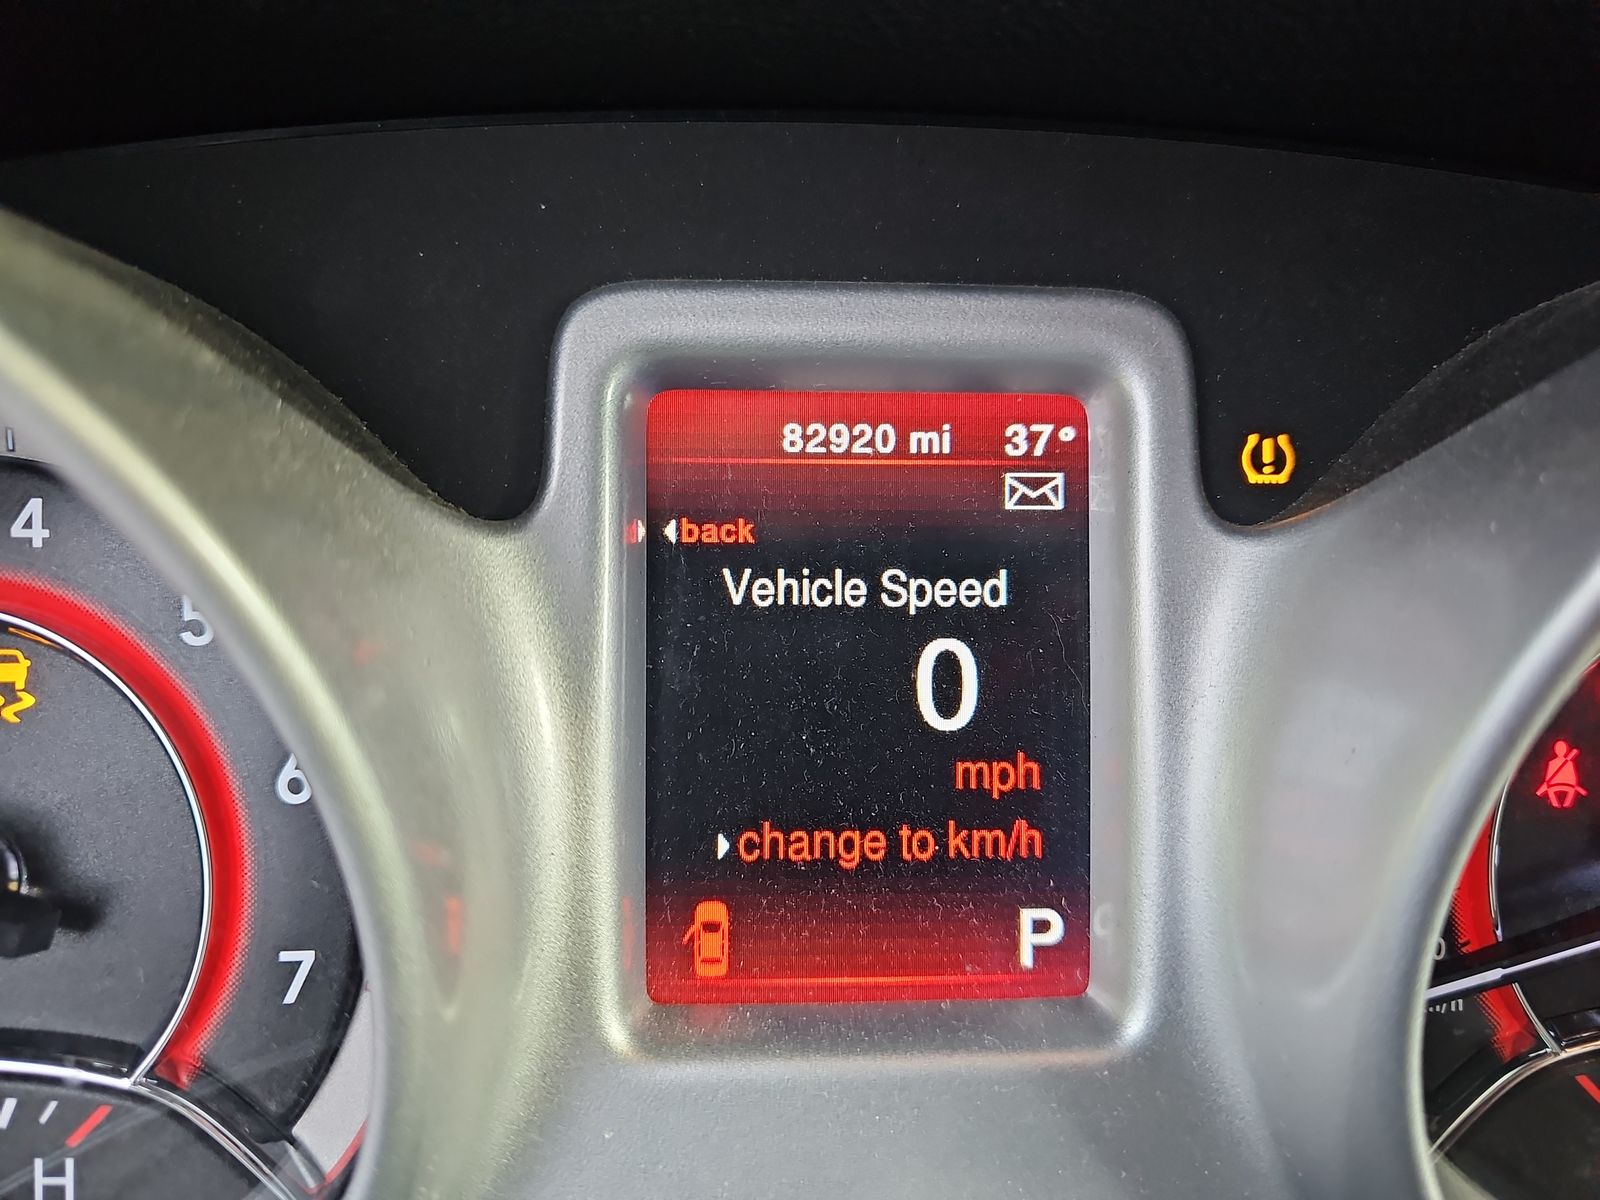 82920 mi 37°
back
Vehicle Speed
0
mph
change to km/h
P
4
5
6
7
H